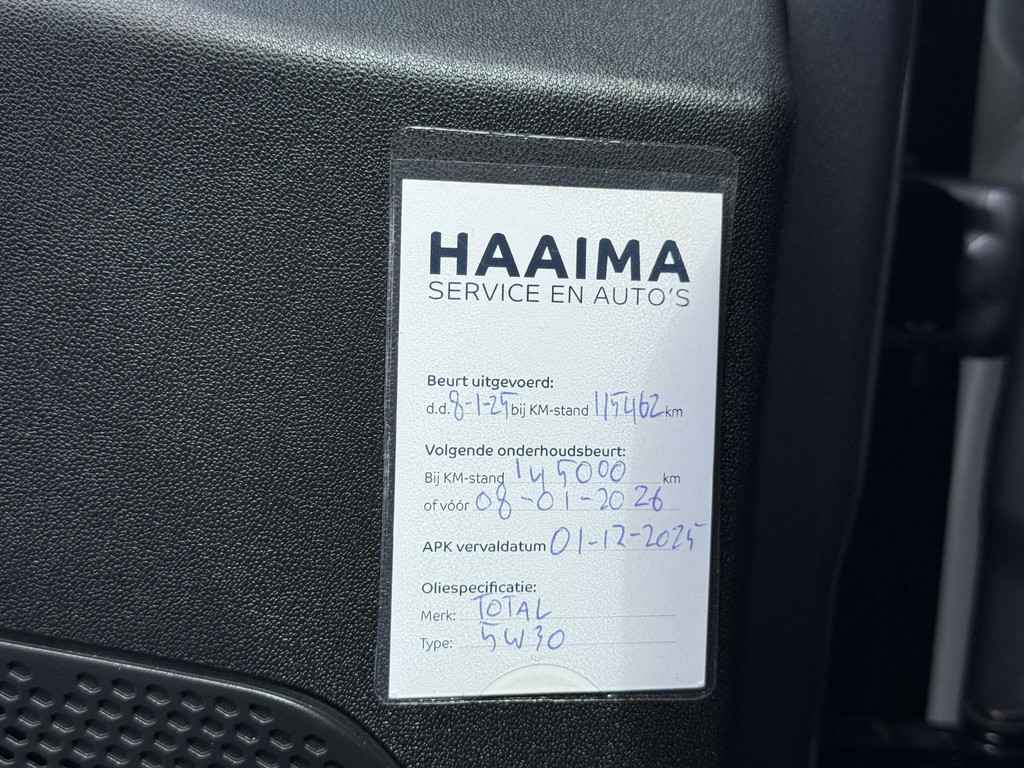 HAAIMA
SERVICE EN AUTO'S
Beurt uitgevoerd:
d.d. 8-1-25 bij KM-stand 115462 km
Volgende onderhoudsbeurt:
Bij KM-stand 145000 km
of vóór 08-01-2026
APK vervaldatum 01-12-2025
Oliespecificatie:
Merk: TOTAL
Type: 5W30